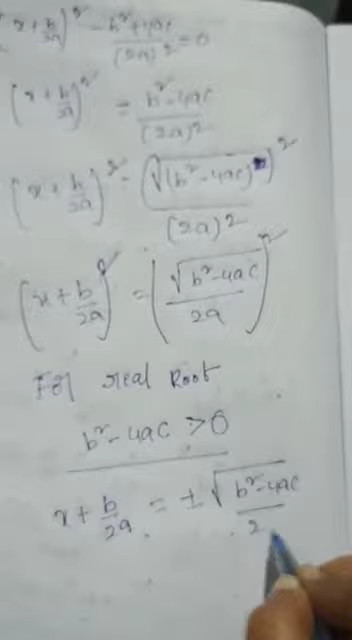 (x + b/2a)² - b²+4ac/(2a)² = 0
(x + b/2a)² = b²-4ac/(2a)²
(x + b/2a)² = (√(b²-4ac))²/(2a)²
(x + b/2a)² = (√b²-4ac/2a)²
For real Root
b²-4ac > 0
x + b/2a = ± √b²-4ac/2